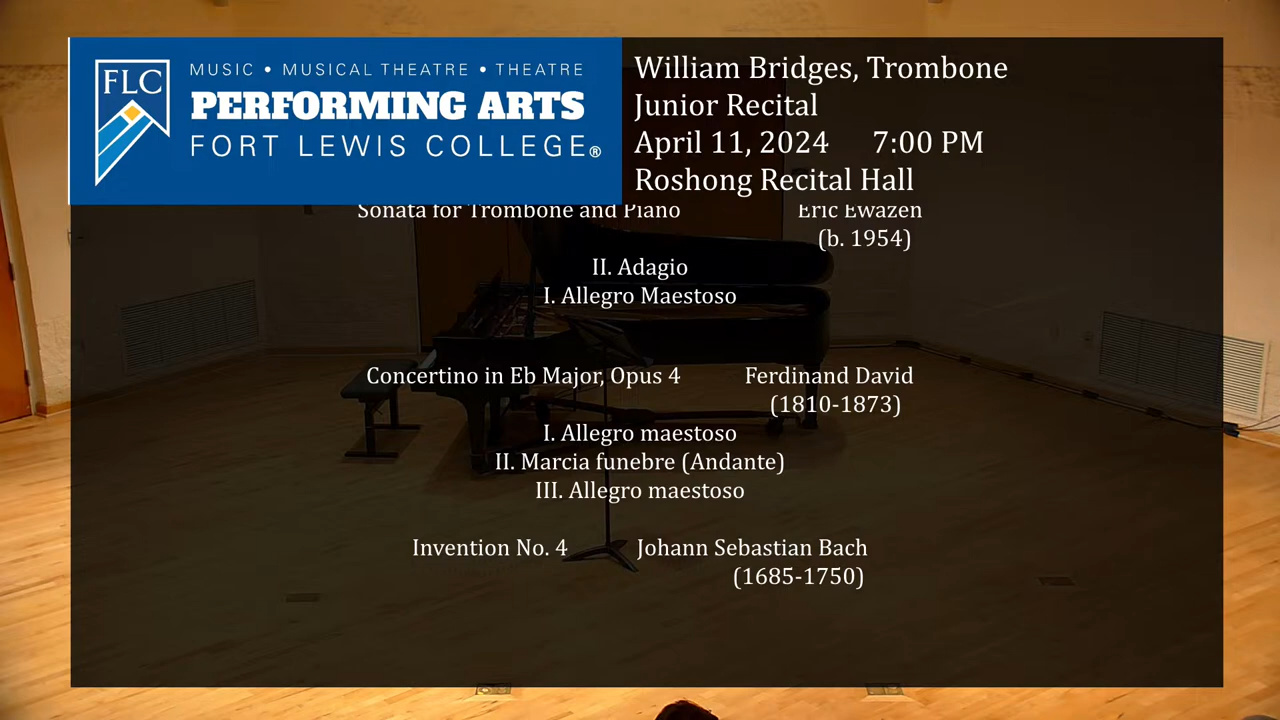 FLC
MUSIC • MUSICAL THEATRE • THEATRE
PERFORMING ARTS
FORT LEWIS COLLEGE®
William Bridges, Trombone
Junior Recital
April 11, 2024 7:00 PM
Roshong Recital Hall
Sonata for Trombone and Piano Eric Ewazen
(b. 1954)
II. Adagio
I. Allegro Maestoso
Concertino in Eb Major, Opus 4 Ferdinand David
(1810-1873)
I. Allegro maestoso
II. Marcia funebre (Andante)
III. Allegro maestoso
Invention No. 4 Johann Sebastian Bach
(1685-1750)